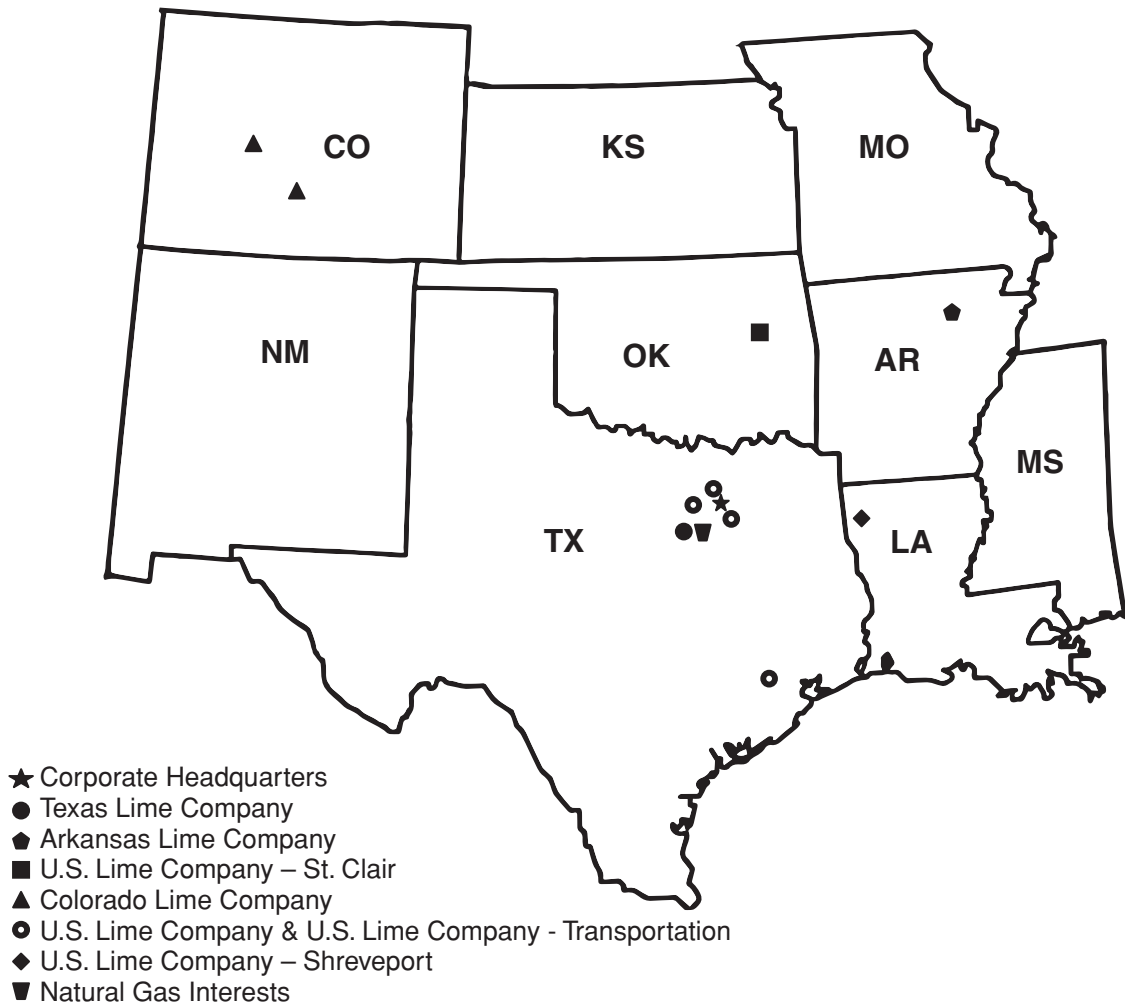 CO
KS
MO
NM
OK
AR
MS
TX
LA
Corporate Headquarters
Texas Lime Company
Arkansas Lime Company
U.S. Lime Company – St. Clair
Colorado Lime Company
U.S. Lime Company & U.S. Lime Company - Transportation
U.S. Lime Company – Shreveport
Natural Gas Interests